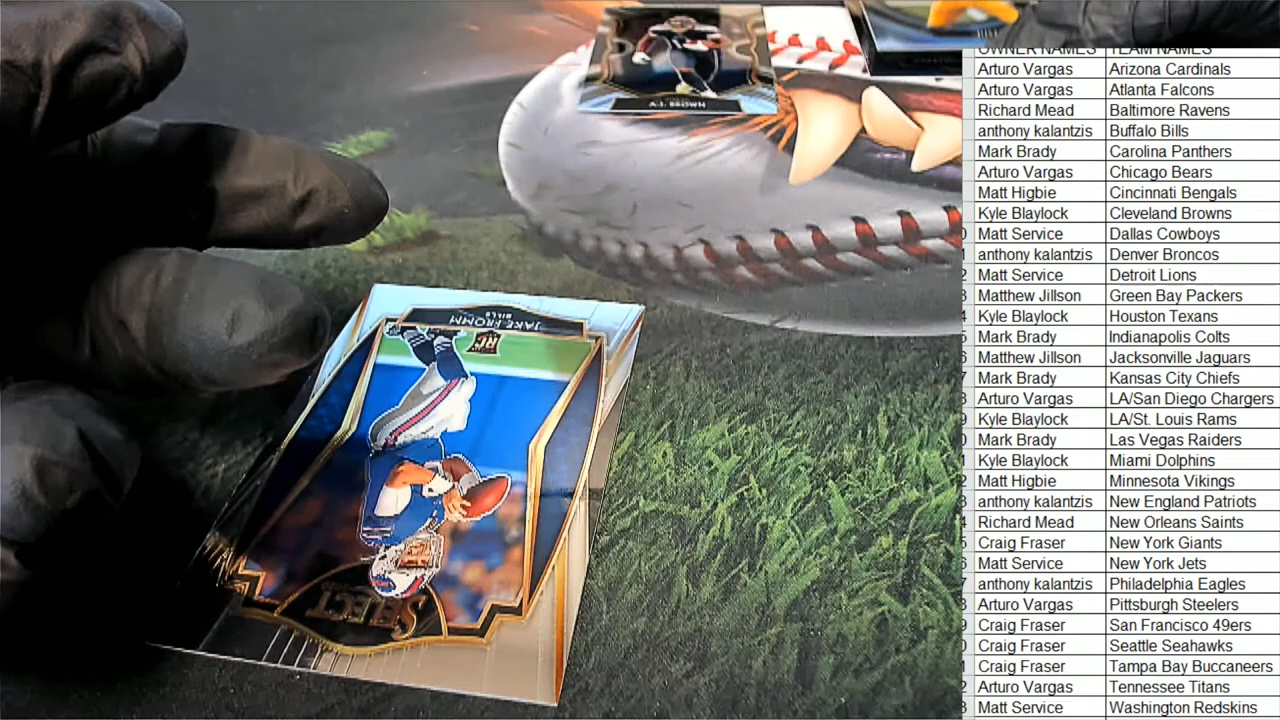 OWNER NAMES TEAM NAMES
Arturo Vargas Arizona Cardinals
Arturo Vargas Atlanta Falcons
Richard Mead Baltimore Ravens
anthony kalantzis Buffalo Bills
Mark Brady Carolina Panthers
Arturo Vargas Chicago Bears
Matt Higbie Cincinnati Bengals
Kyle Blaylock Cleveland Browns
Matt Service Dallas Cowboys
anthony kalantzis Denver Broncos
Matt Service Detroit Lions
Matthew Jillson Green Bay Packers
Kyle Blaylock Houston Texans
Mark Brady Indianapolis Colts
Matthew Jillson Jacksonville Jaguars
Mark Brady Kansas City Chiefs
Arturo Vargas LA/San Diego Chargers
Kyle Blaylock LA/St. Louis Rams
Mark Brady Las Vegas Raiders
Kyle Blaylock Miami Dolphins
Matt Higbie Minnesota Vikings
anthony kalantzis New England Patriots
Richard Mead New Orleans Saints
Craig Fraser New York Giants
Matt Service New York Jets
anthony kalantzis Philadelphia Eagles
Arturo Vargas Pittsburgh Steelers
Craig Fraser San Francisco 49ers
Craig Fraser Seattle Seahawks
Craig Fraser Tampa Bay Buccaneers
Arturo Vargas Tennessee Titans
Matt Service Washington Redskins
A.J. BROWN
JAKE FROMM
BILLS
RC
SELECT